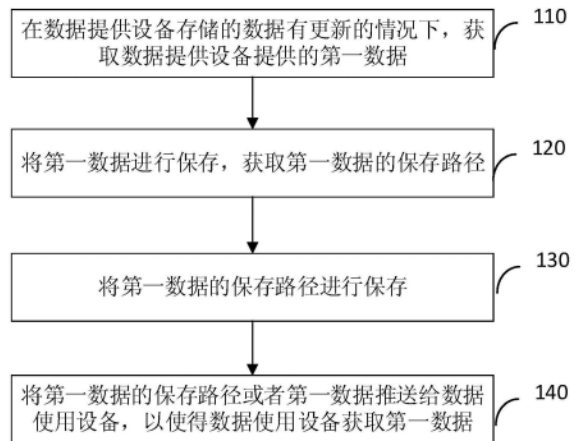 在数据提供设备存储的数据有更新的情况下，获
取数据提供设备提供的第一数据
110
将第一数据进行保存，获取第一数据的保存路径
120
将第一数据的保存路径进行保存
130
将第一数据的保存路径或者第一数据推送给数据
使用设备，以使得数据使用设备获取第一数据
140